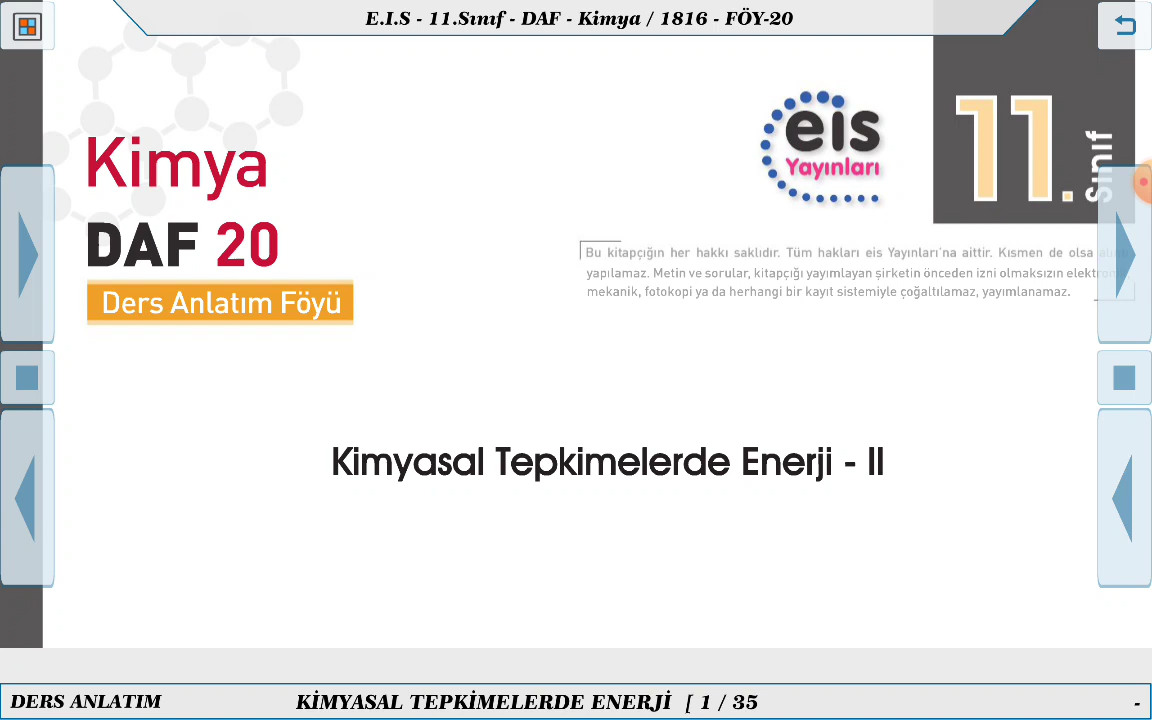 E.I.S - 11.Sınıf - DAF - Kimya / 1816 - FÖY-20
Kimya
DAF 20
Ders Anlatım Föyü
eis
Yayınları
11.
Sınıf
Bu kitapçığın her hakkı saklıdır. Tüm hakları eis Yayınları'na aittir. Kısmen de olsa alıntı
yapılamaz. Metin ve sorular, kitapçığı yayımlayan şirketin önceden izni olmaksızın elektronik,
mekanik, fotokopi ya da herhangi bir kayıt sistemiyle çoğaltılamaz, yayımlanamaz.
Kimyasal Tepkimelerde Enerji - II
DERS ANLATIM
KİMYASAL TEPKİMELERDE ENERJİ [ 1 / 35
-